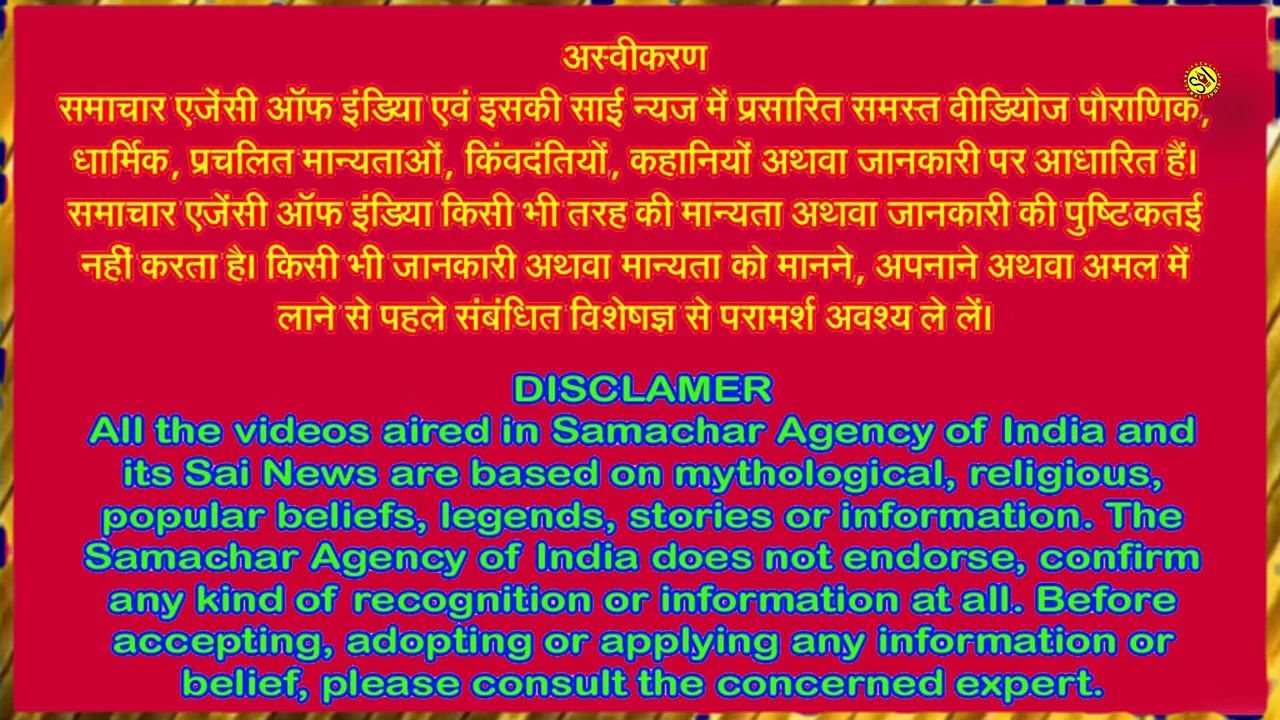 अस्वीकरण
SAI
समाचार एजेंसी ऑफ इंडिया एवं इसकी साई न्यज में प्रसारित समस्त वीडियोज पौराणिक,
धार्मिक, प्रचलित मान्यताओं, किंवदंतियों, कहानियों अथवा जानकारी पर आधारित हैं।
समाचार एजेंसी ऑफ इंडिया किसी भी तरह की मान्यता अथवा जानकारी की पुष्टि कतई
नहीं करता है। किसी भी जानकारी अथवा मान्यता को मानने, अपनाने अथवा अमल में
लाने से पहले संबंधित विशेषज्ञ से परामर्श अवश्य ले लें।
DISCLAMER
All the videos aired in Samachar Agency of India and
its Sai News are based on mythological, religious,
popular beliefs, legends, stories or information. The
Samachar Agency of India does not endorse, confirm
any kind of recognition or information at all. Before
accepting, adopting or applying any information or
belief, please consult the concerned expert.